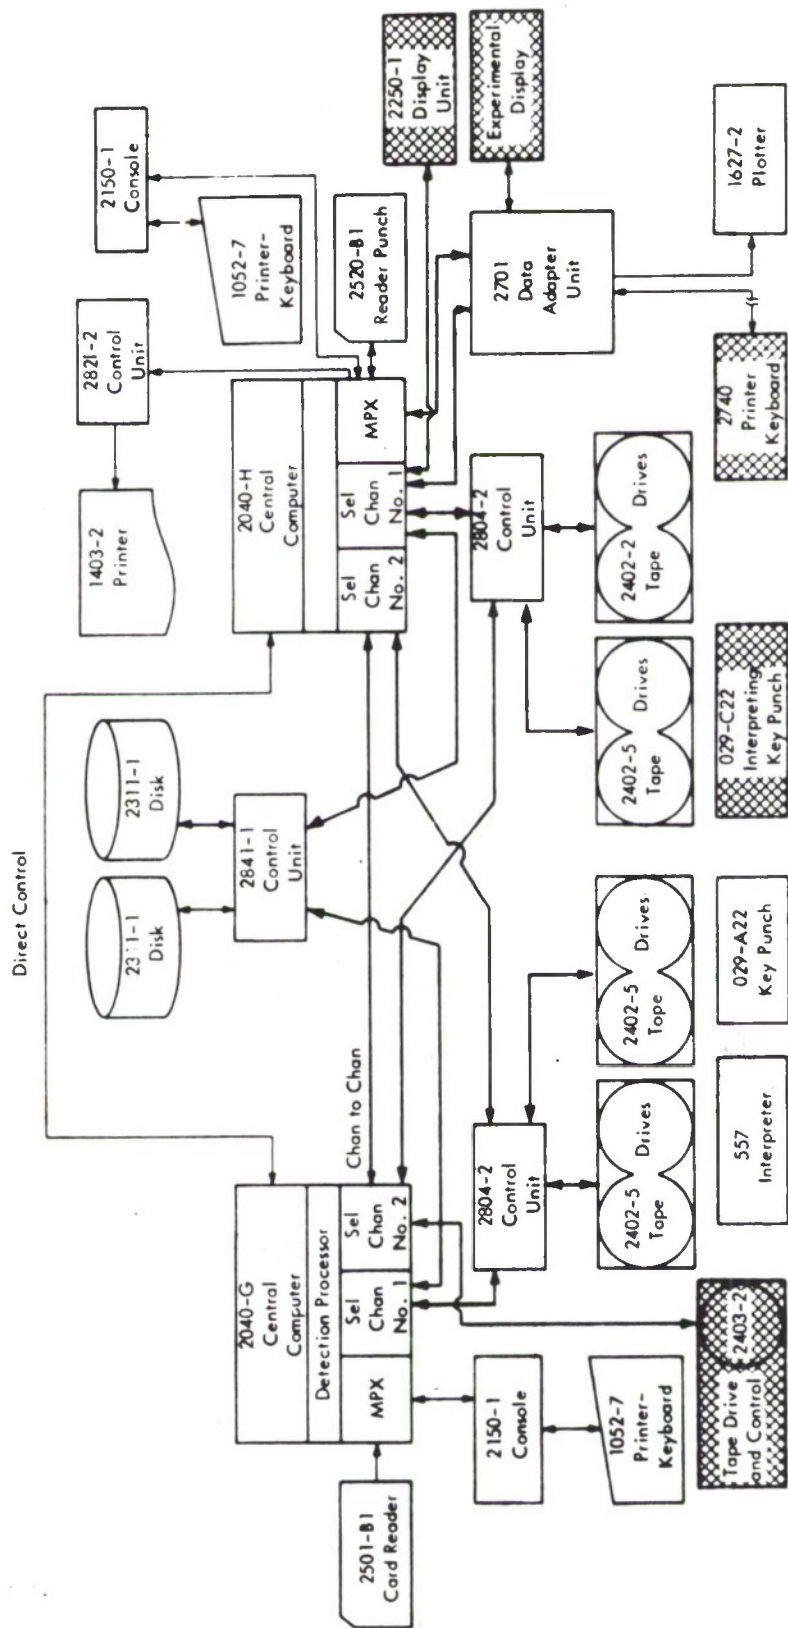 Direct Control
2311-1
Disk
2311-1
Disk
2841-1
Control
Unit
1403-2
Printer
2821-2
Control
Unit
2150-1
Console
1052-7
Printer-
Keyboard
2040-G
Central
Computer
Detection Processor
MPX
Sel
Chan
No. 1
Sel
Chan
No. 2
Chan to Chan
2040-H
Central
Computer
Sel
Chan
No. 2
Sel
Chan
No. 1
MPX
2520-B1
Reader Punch
2250-1
Display
Unit
Experimental
Display
2501-B1
Card Reader
2150-1
Console
1052-7
Printer-
Keyboard
2804-2
Control
Unit
2804-2
Control
Unit
2701
Data
Adapter
Unit
2402-5
Tape
Drives
2402-5
Tape
Drives
2402-5
Tape
Drives
2402-2
Tape
Drives
Tape Drive
and Control
2403-2
557
Interpreter
029-A22
Key Punch
029-C22
Interpreting
Key Punch
2740
Printer
Keyboard
1627-2
Plotter